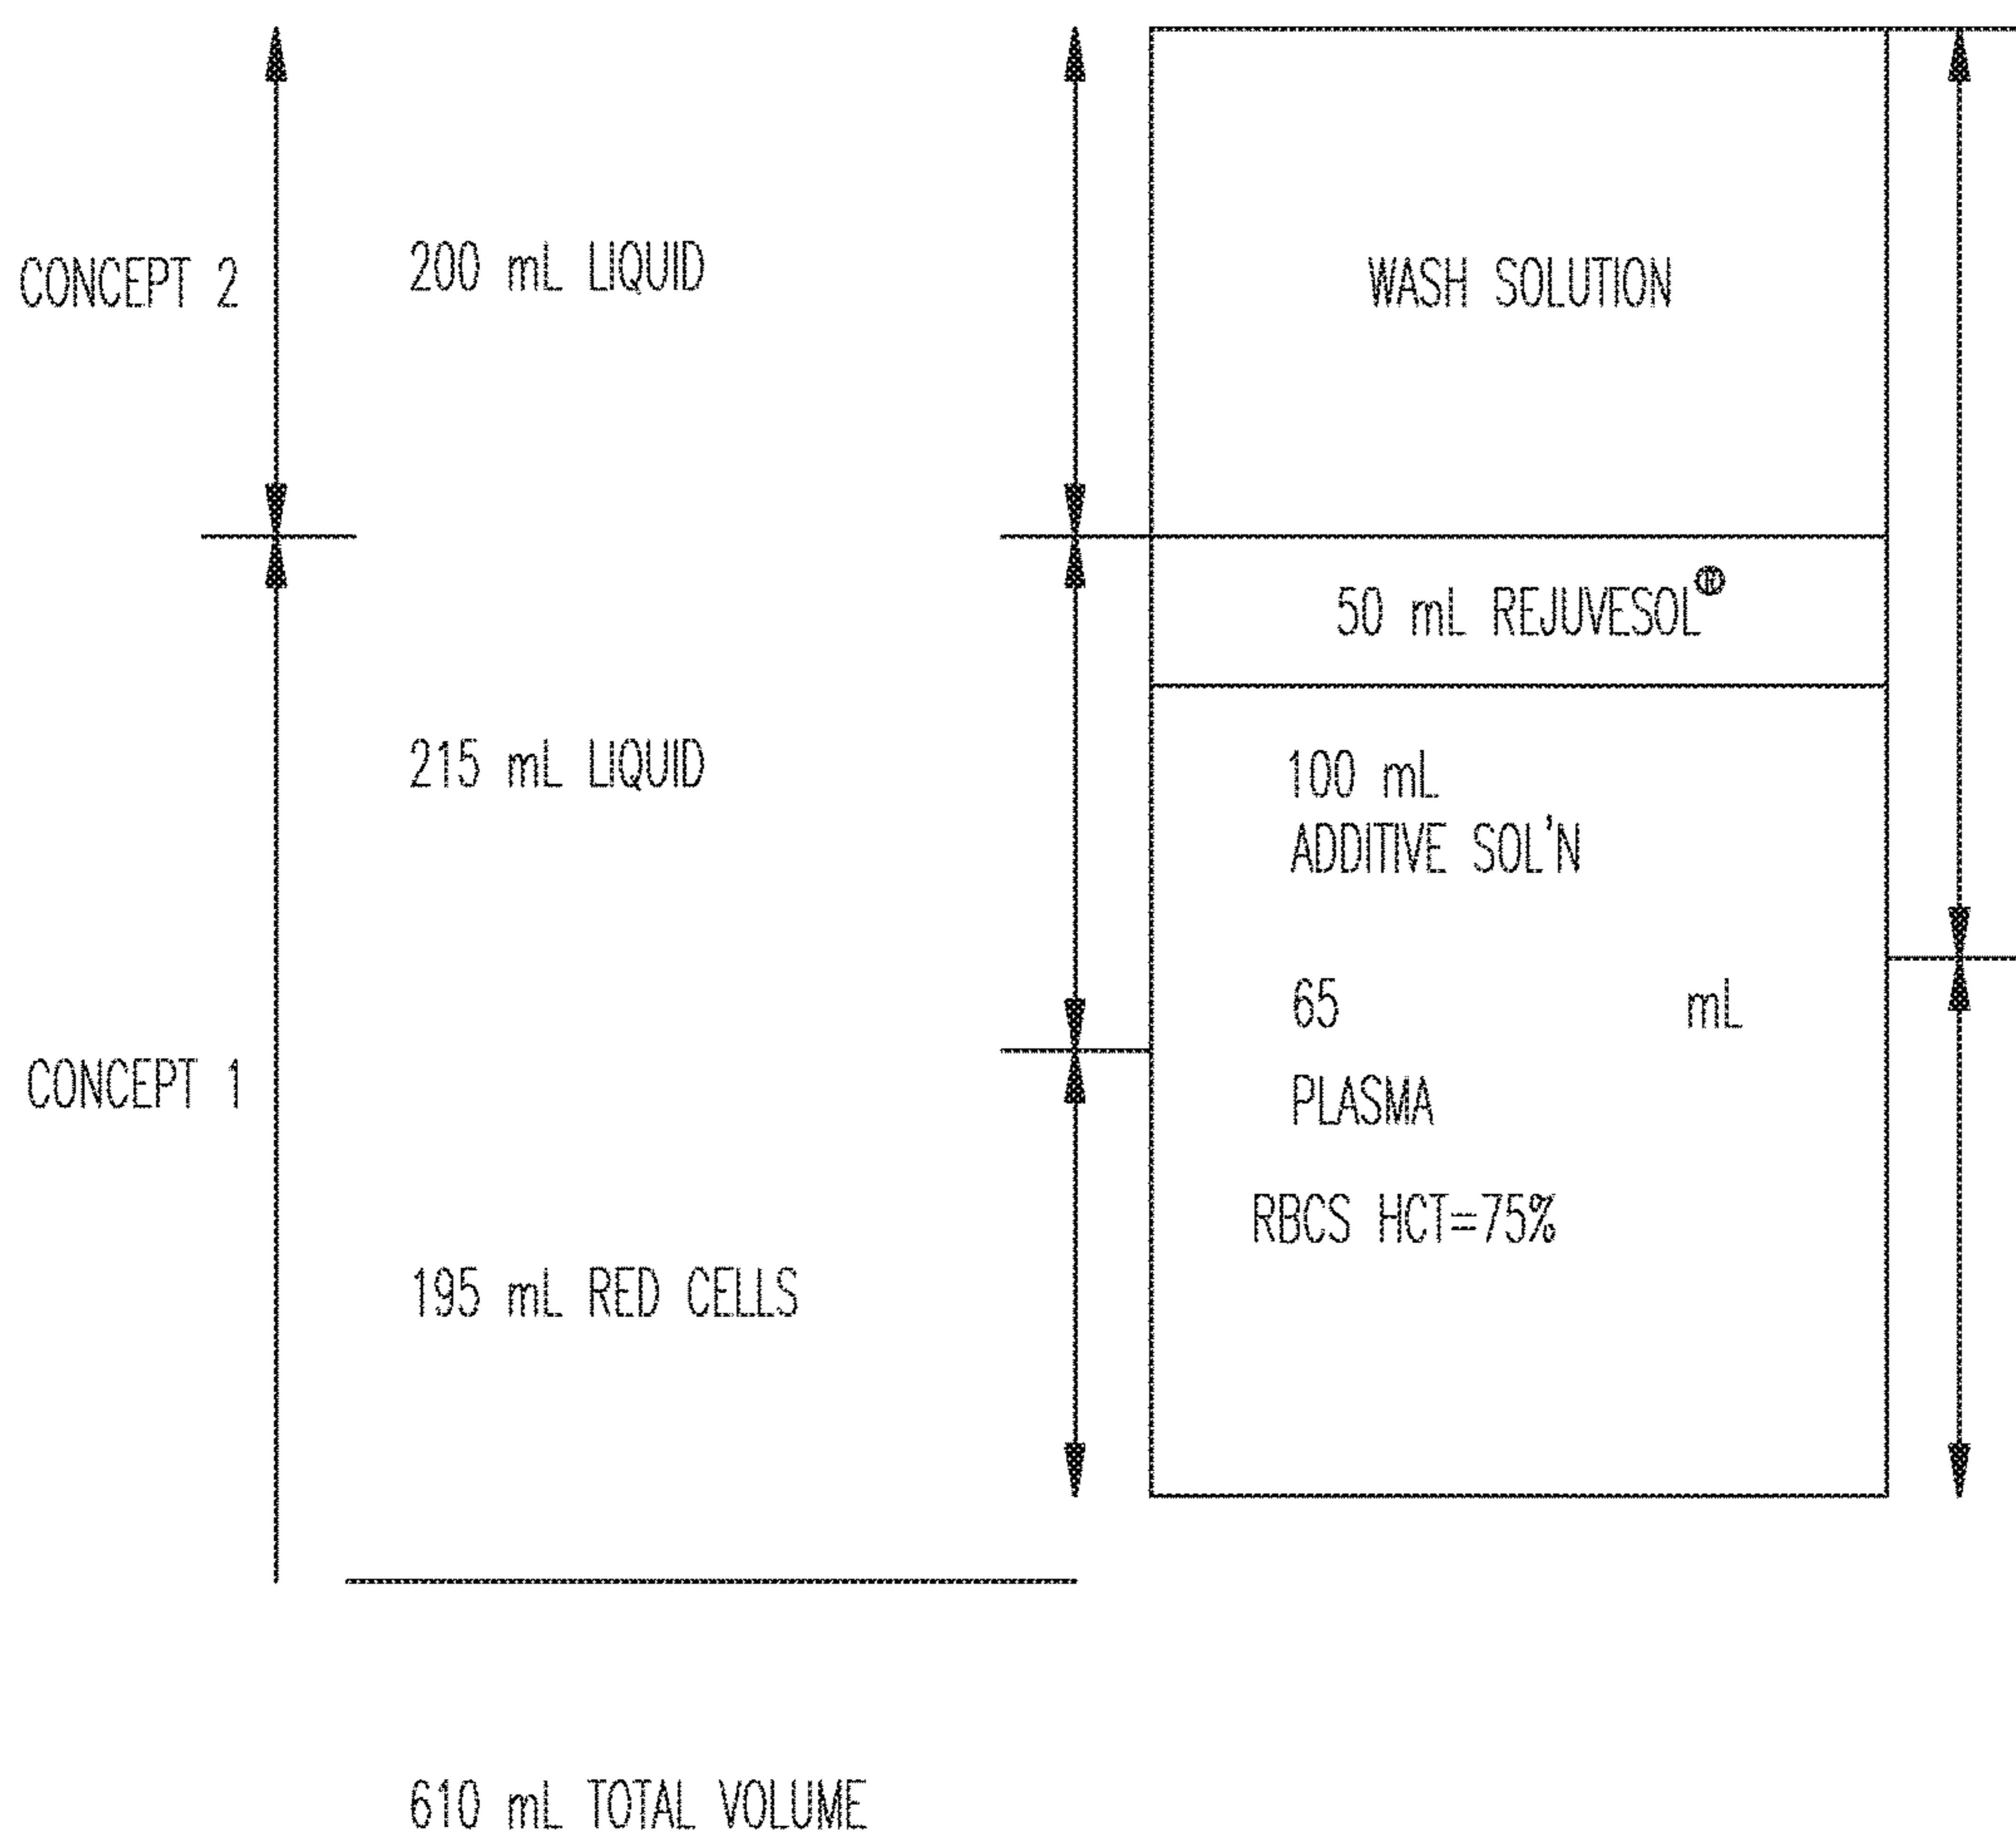 CONCEPT 2
200 mL LIQUID
WASH SOLUTION
50 mL REJUVESOL®
215 mL LIQUID
100 mL
ADDITIVE SOL'N
65 mL
PLASMA
CONCEPT 1
RBCS HCT=75%
195 mL RED CELLS
610 mL TOTAL VOLUME